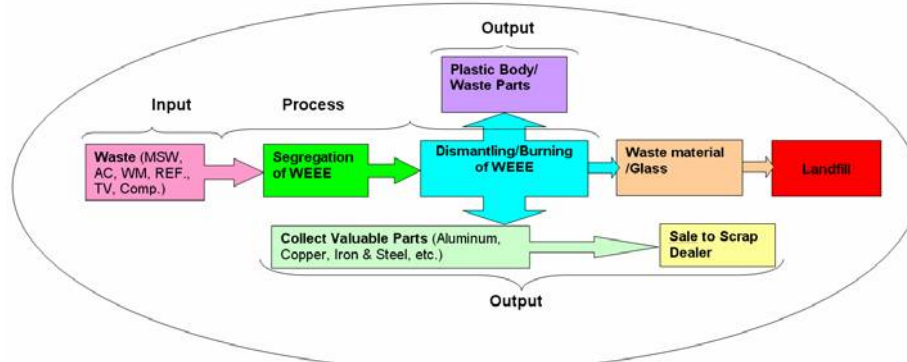 Output
Plastic Body/
Waste Parts
Input
Process
Waste (MSW,
AC, WM, REF.,
TV, Comp.)
Segregation
of WEEE
Dismantling/Burning
of WEEE
Waste material
/Glass
Landfill
Collect Valuable Parts (Aluminum,
Copper, Iron & Steel, etc.)
Sale to Scrap
Dealer
Output